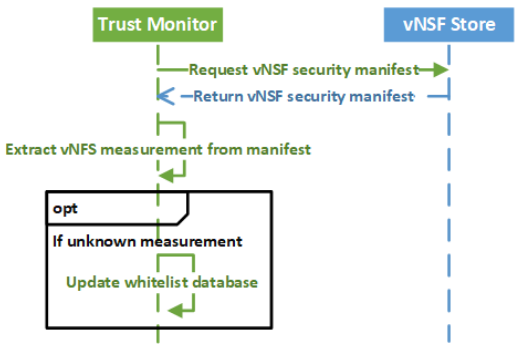 Trust Monitor
vNSF Store
Request vNSF security manifest
Return vNSF security manifest
Extract vNFS measurement from manifest
opt
If unknown measurement
Update whitelist database